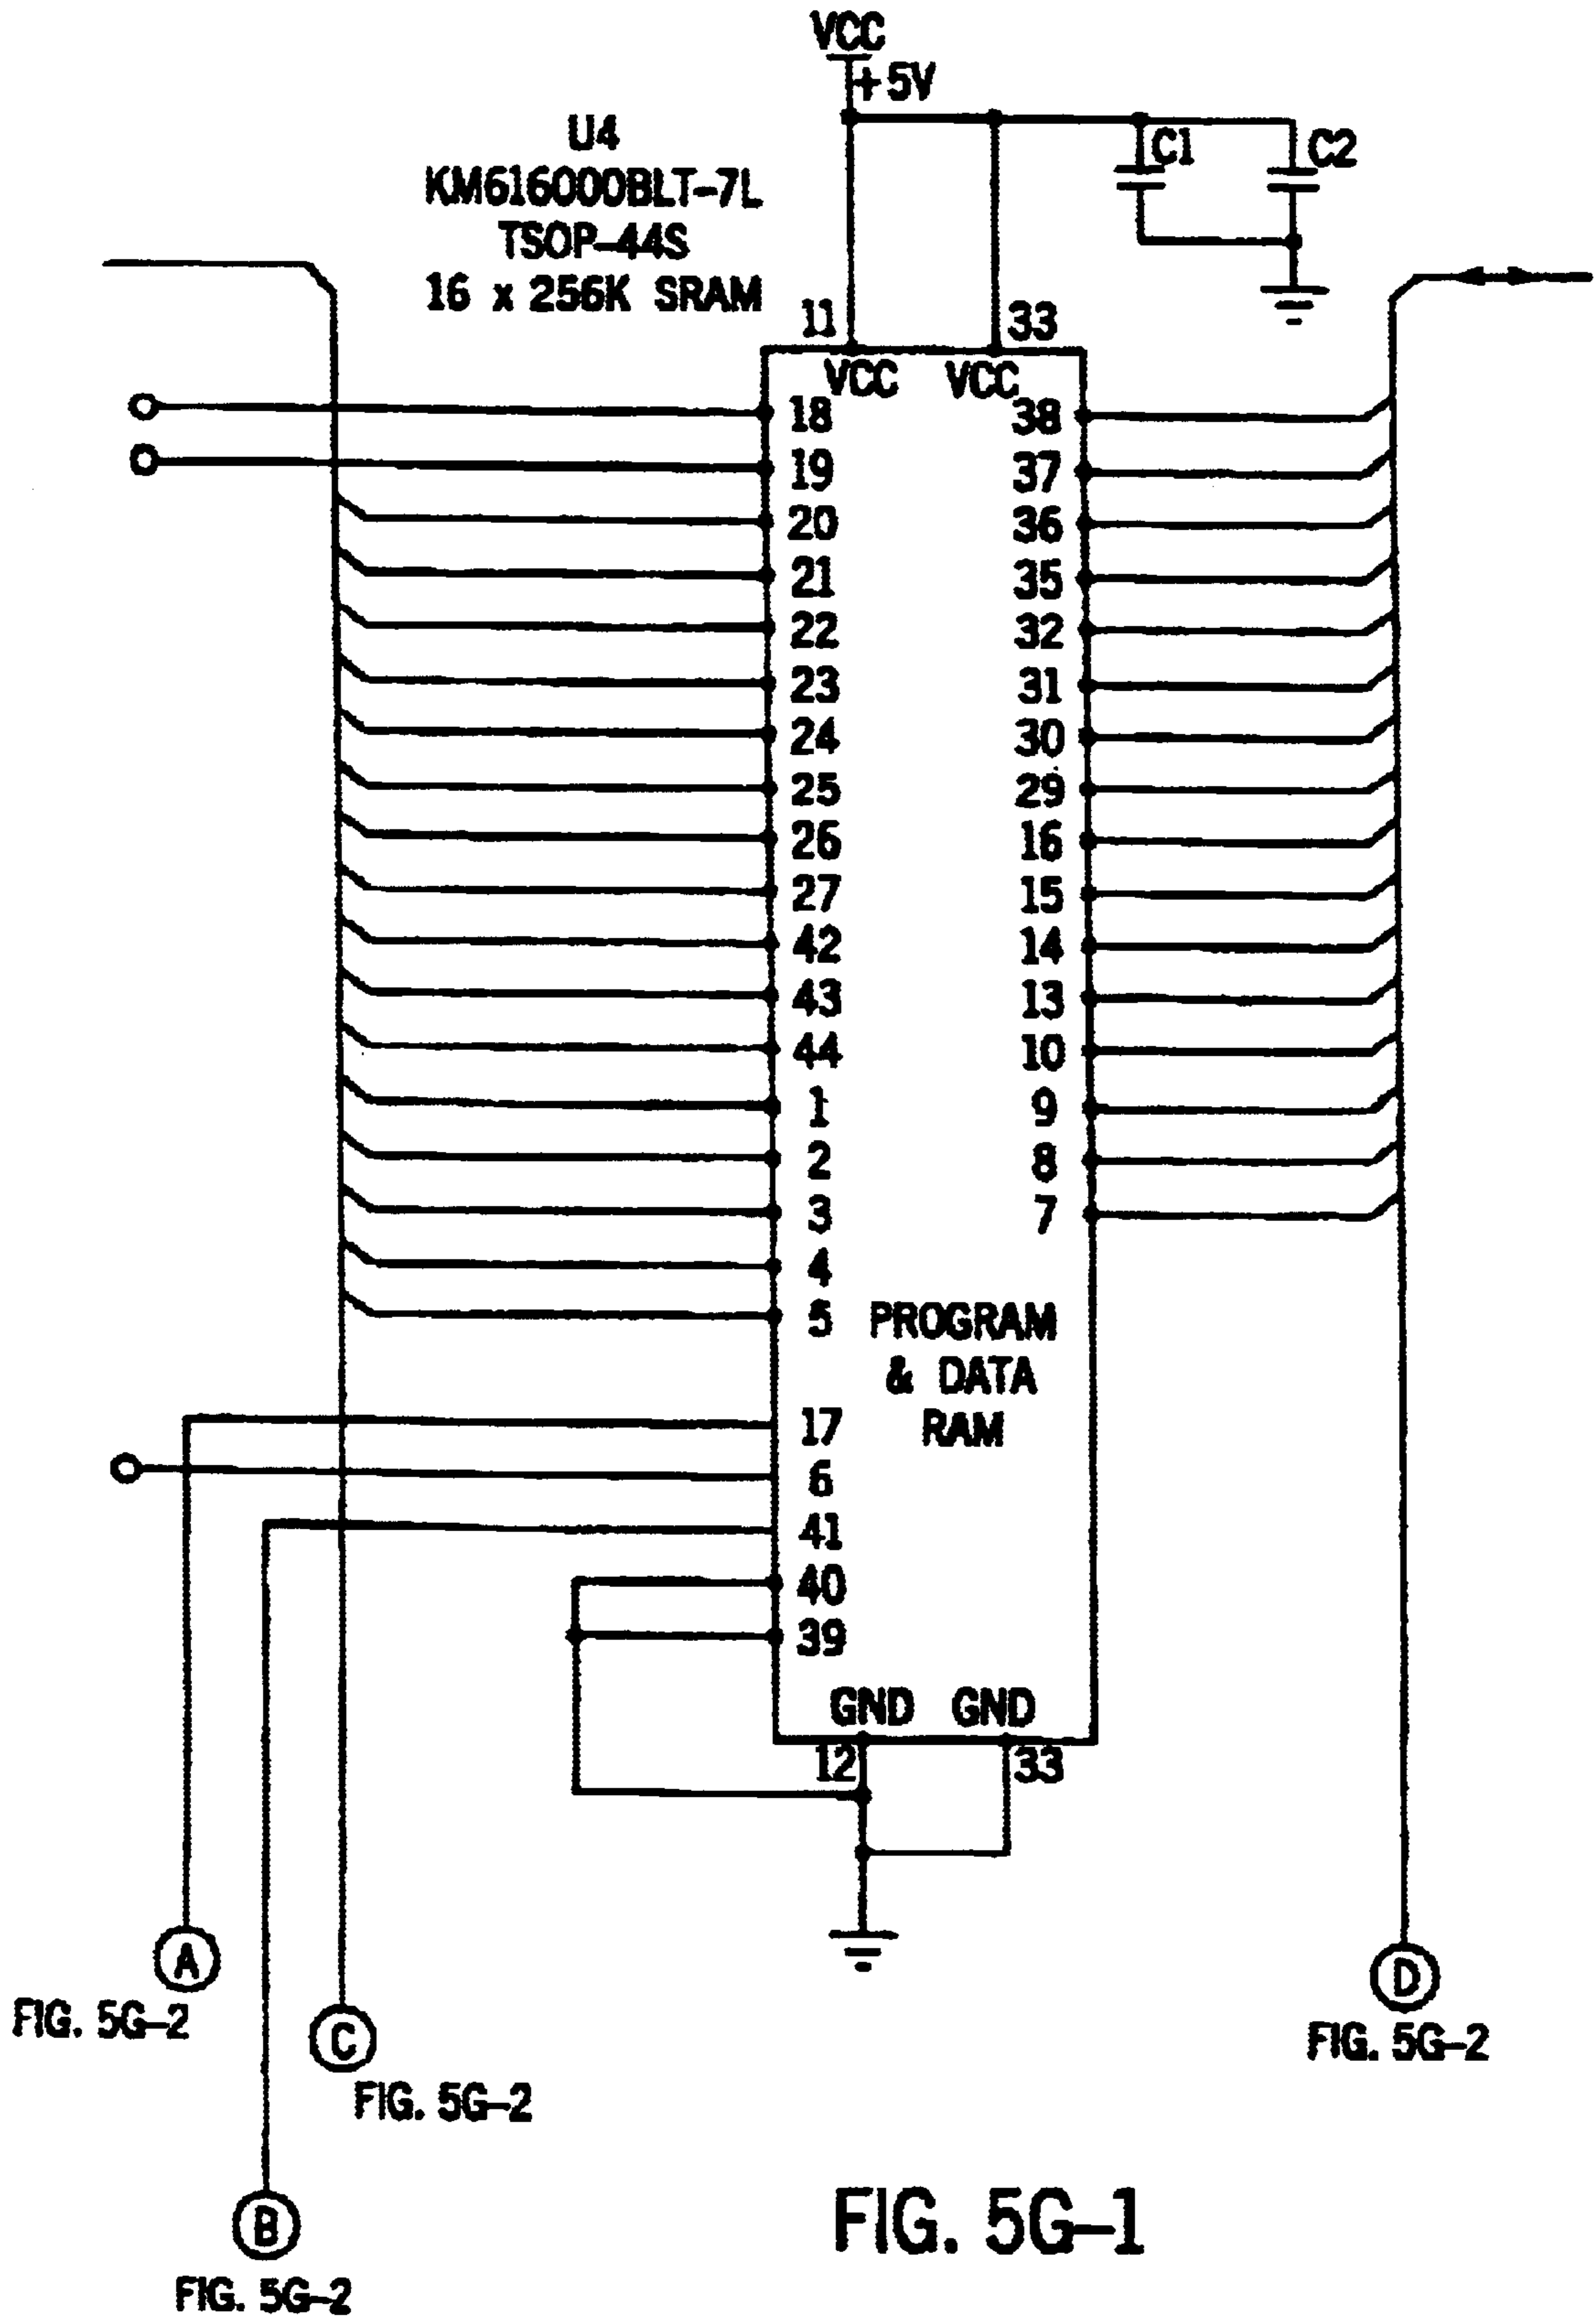 VCC
+5V
C1
C2
U4
KM616000BLT-7L
TSOP-44S
16 x 256K SRAM
11
33
VCC VCC
18 38
19 37
20 36
21 35
22 32
23 31
24 30
25 29
26 16
27 15
42 14
43 13
44 10
1 9
2 8
3 7
4
5
PROGRAM
& DATA
RAM
17
6
41
40
39
GND GND
12 33
A
FIG. 5G-2
C
FIG. 5G-2
D
FIG. 5G-2
B
FIG. 5G-2
FIG. 5G-1